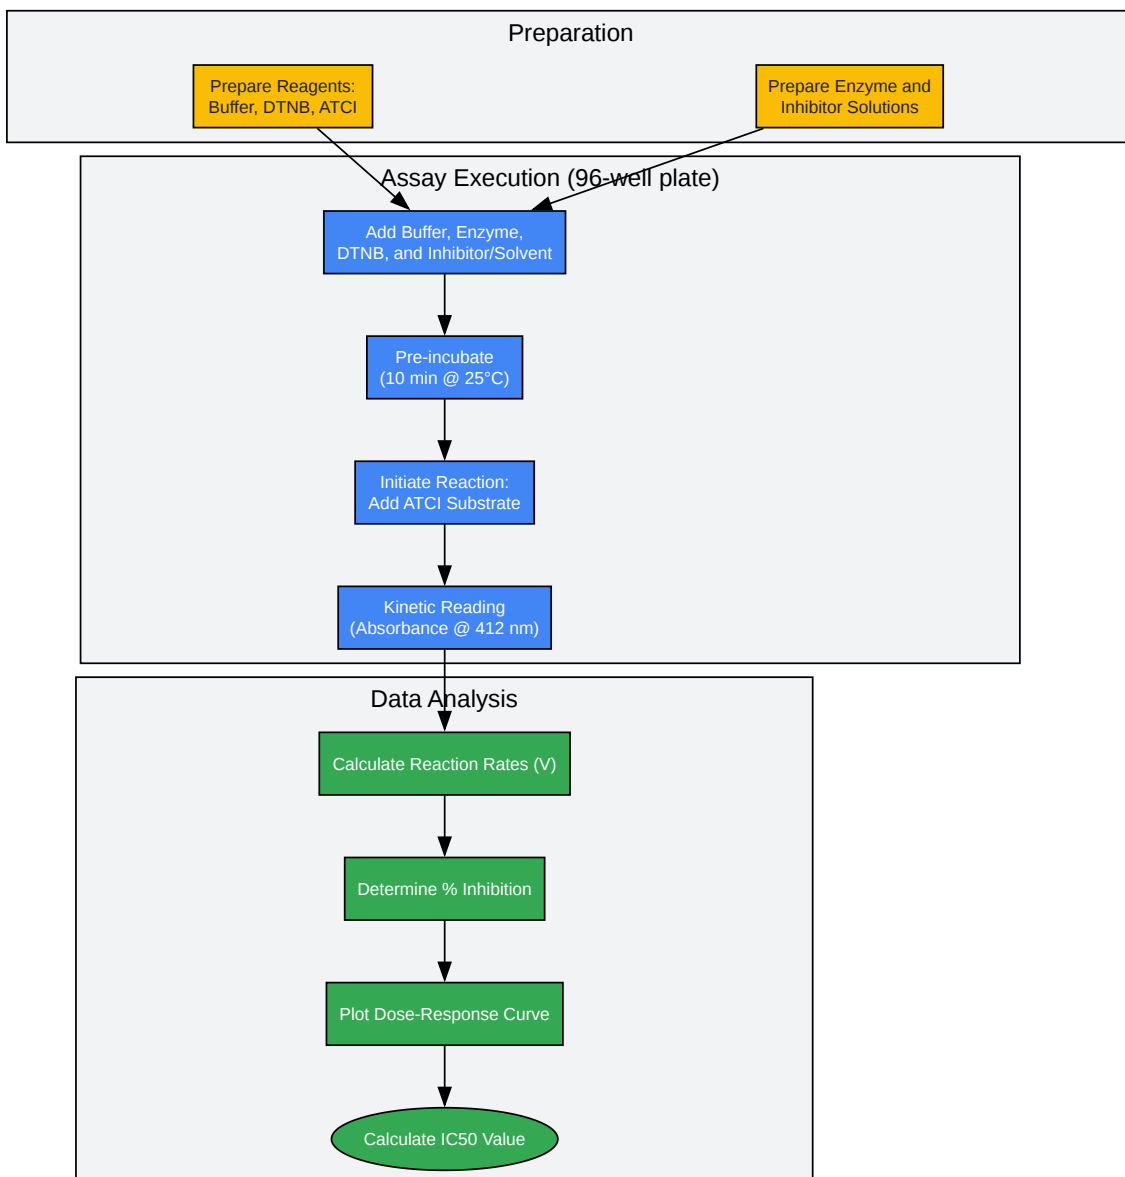 Preparation
Prepare Reagents:
Buffer, DTNB, ATCI
Prepare Enzyme and
Inhibitor Solutions
Assay Execution (96-well plate)
Add Buffer, Enzyme,
DTNB, and Inhibitor/Solvent
Pre-incubate
(10 min @ 25°C)
Initiate Reaction:
Add ATCI Substrate
Kinetic Reading
(Absorbance @ 412 nm)
Data Analysis
Calculate Reaction Rates (V)
Determine % Inhibition
Plot Dose-Response Curve
Calculate IC50 Value